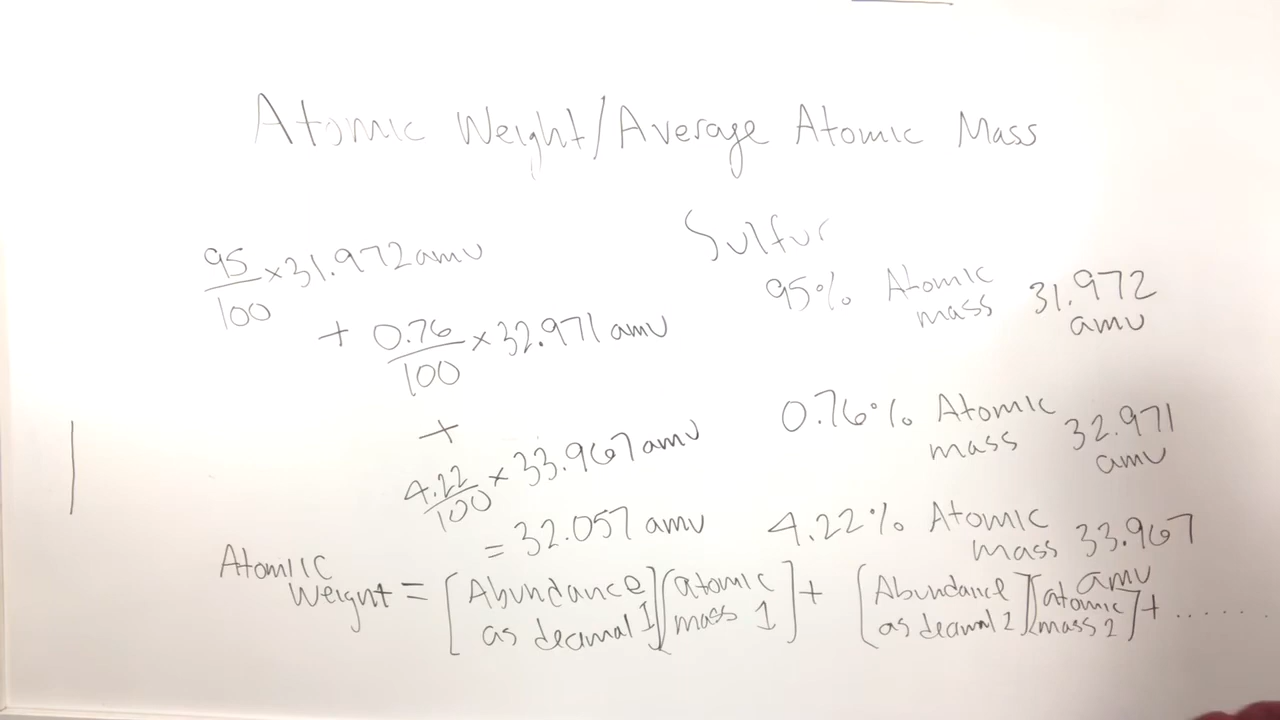 Atomic Weight/Average Atomic Mass
Sulfur
95/100 × 31.972 amu
+ 0.76/100 × 32.971 amu
+
4.22/100 × 33.967 amu
= 32.057 amu
95% Atomic mass 31.972
amu
0.76% Atomic mass 32.971
amu
4.22% Atomic mass 33.967
amu
Atomiic
Weight = [Abundance as decimal 1][atomic mass 1] + [Abundance as decimal 2][atomic mass 2] + ......